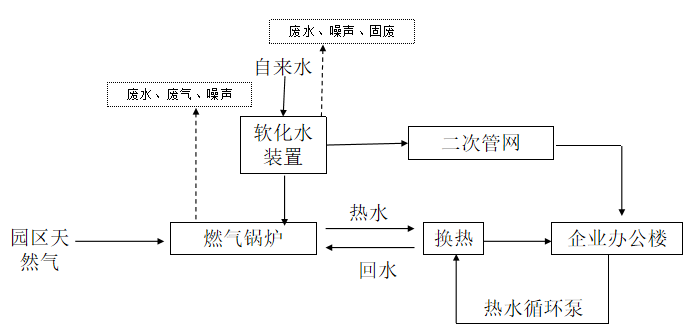 废水、噪声、固废
自来水
废水、废气、噪声
软化水
装置
二次管网
热水
园区天
然气
燃气锅炉
换热
企业办公楼
回水
热水循环泵